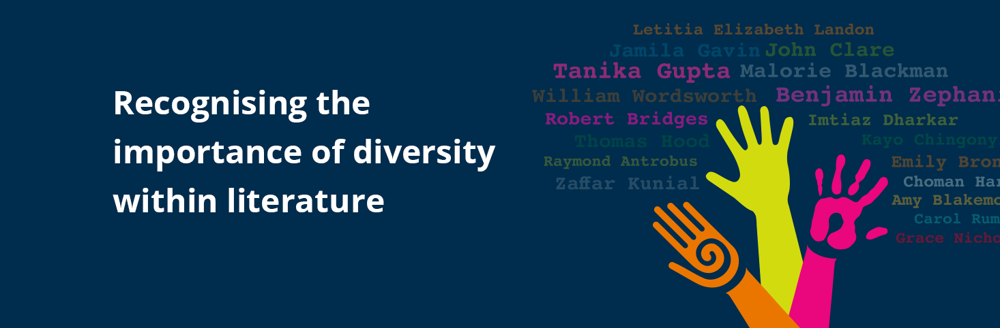 Recognising the
importance of diversity
within literature
Letitia Elizabeth Landon
Jamila Gavin John Clare
Tanika Gupta Malorie Blackman
William Wordsworth Benjamin Zephani
Robert Bridges Imtiaz Dharkar
Thomas Hood Kayo Chingony
Raymond Antrobus Emily Bron
Zaffar Kunial Choman Har
Amy Blakemo
Carol Rum
Grace Nicho